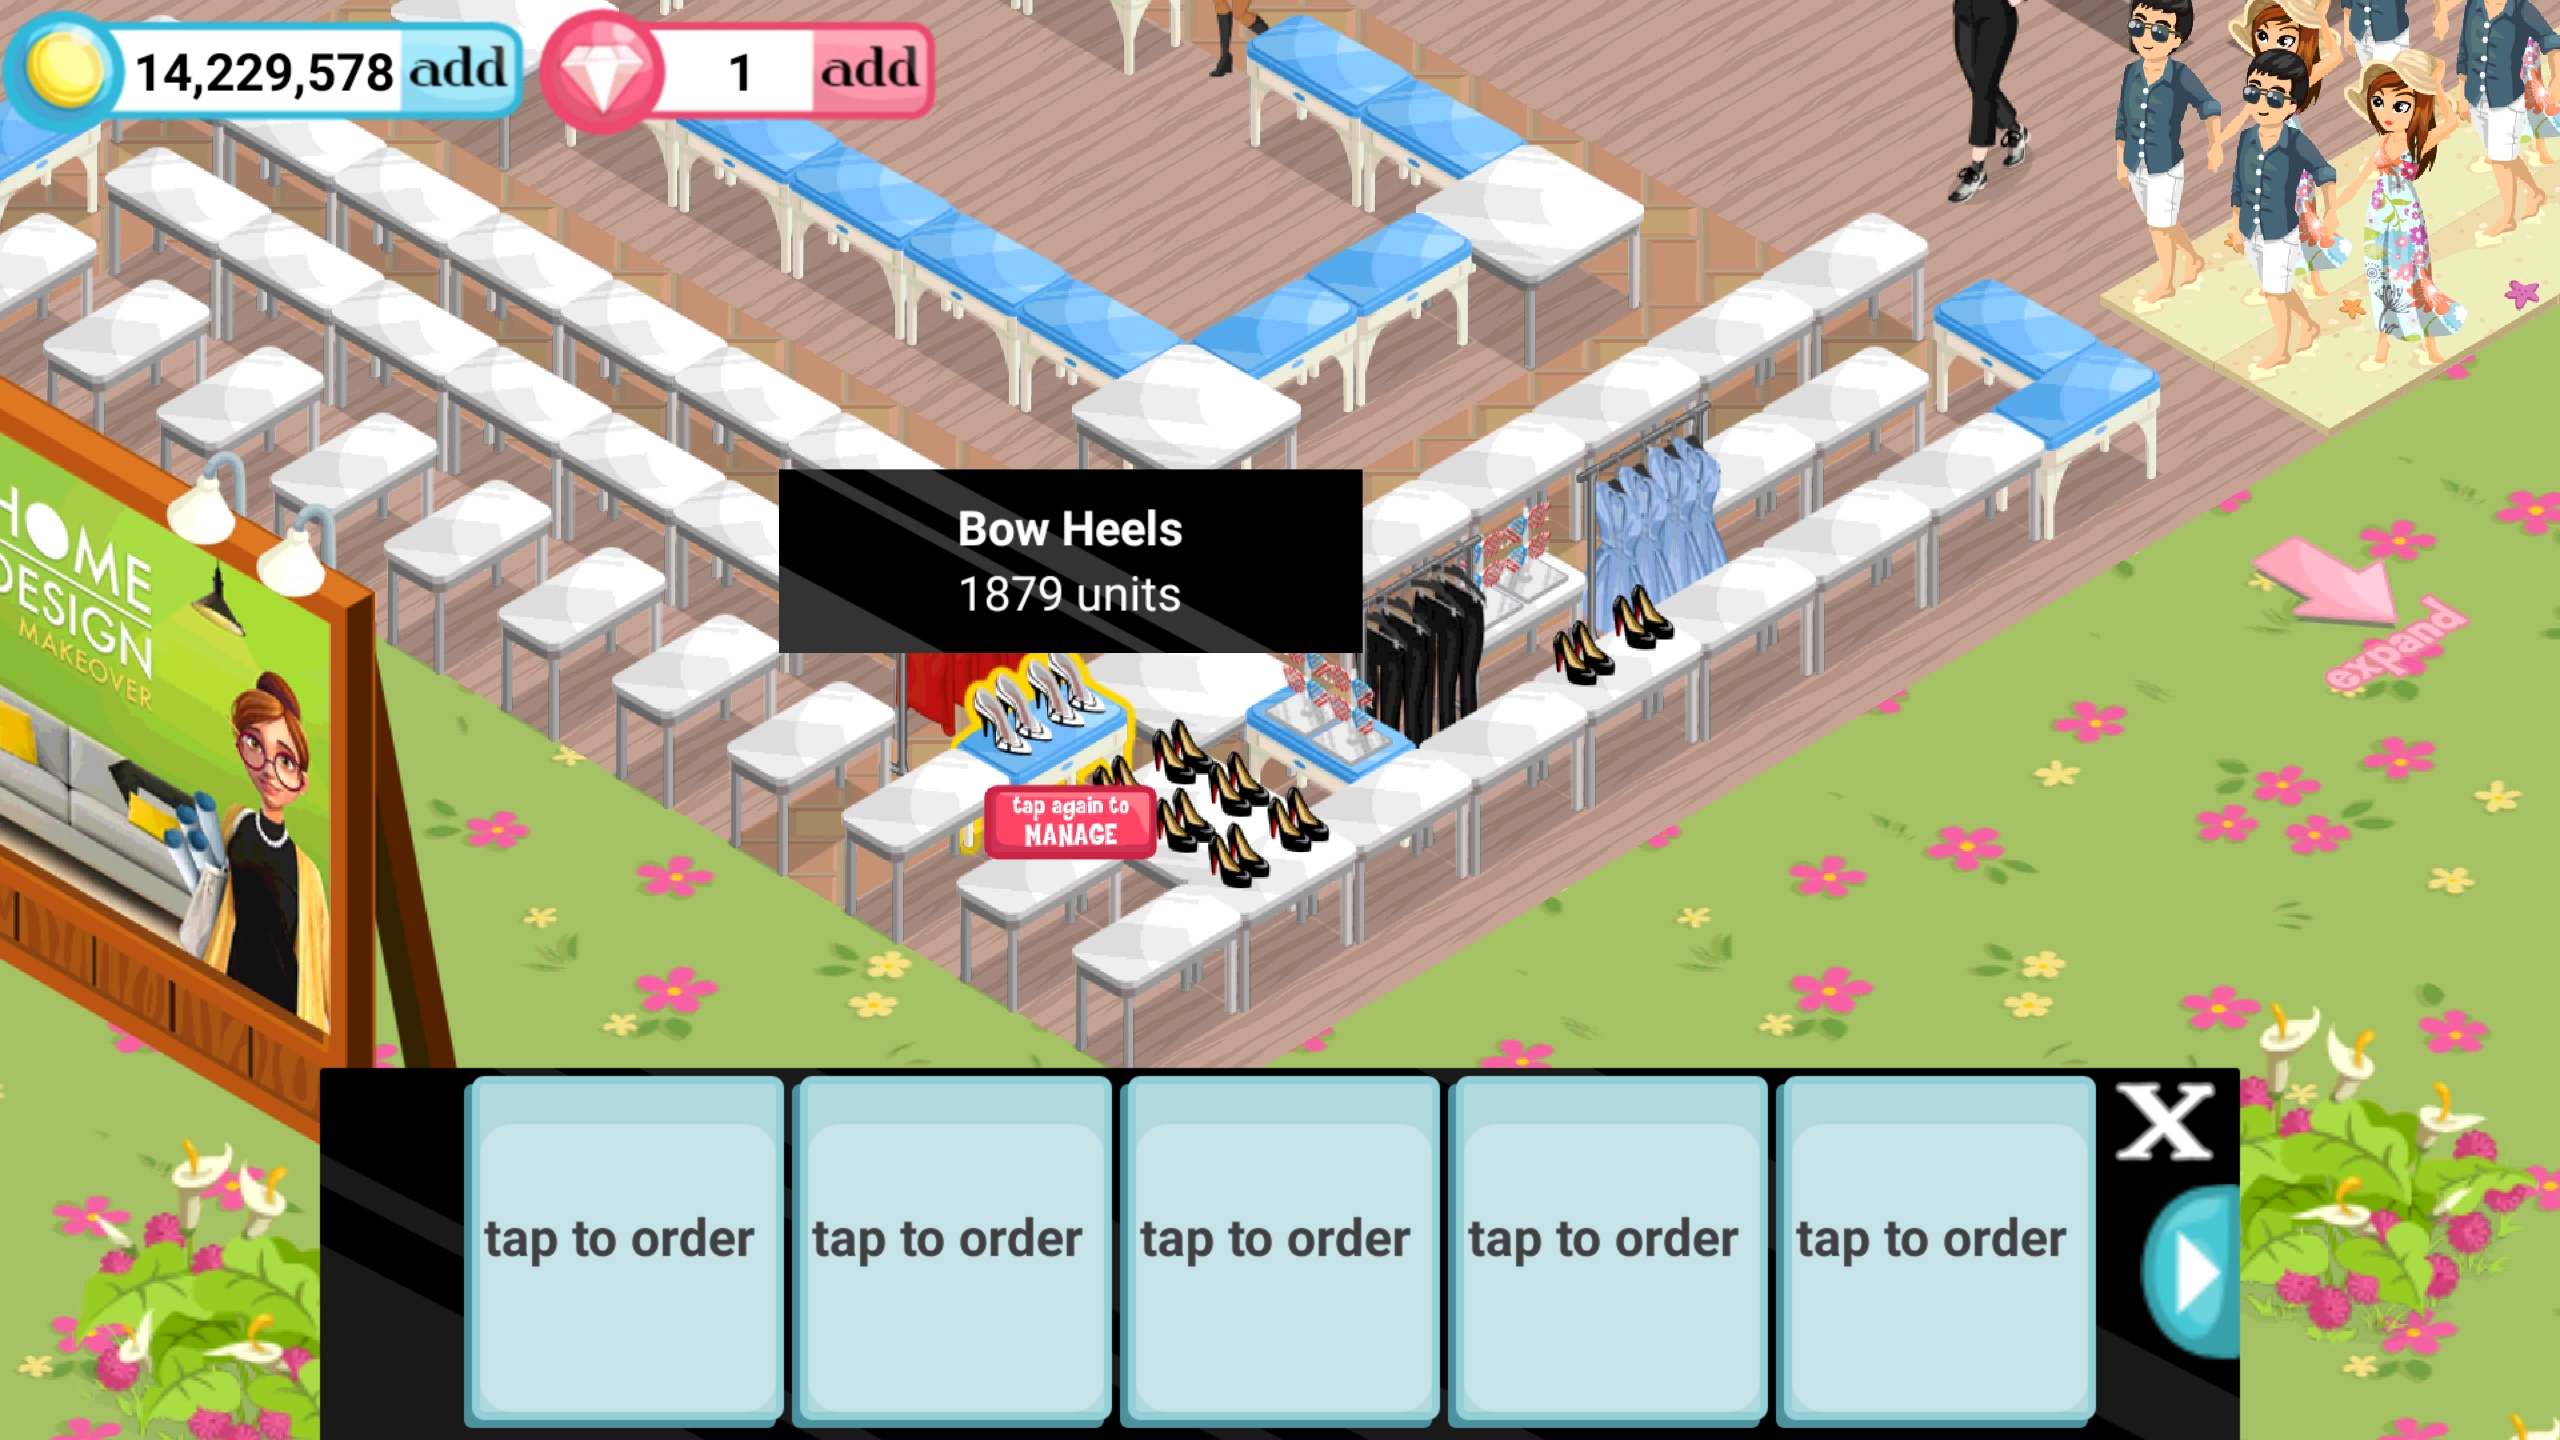 14,229,578 add
1 add
HOME
DESIGN
MAKEOVER
Bow Heels
1879 units
expand
tap again to
MANAGE
X
tap to order
tap to order
tap to order
tap to order
tap to order